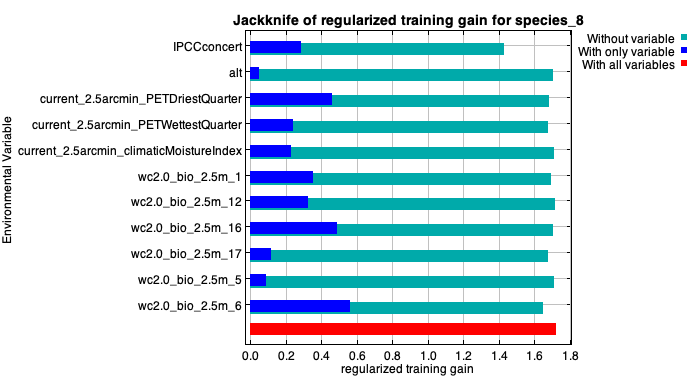 Jackknife of regularized training gain for species_8
Without variable
With only variable
With all variables
Environmental Variable
IPCCconcert
alt
current_2.5arcmin_PETDriestQuarter
current_2.5arcmin_PETWettestQuarter
current_2.5arcmin_climaticMoistureIndex
wc2.0_bio_2.5m_1
wc2.0_bio_2.5m_12
wc2.0_bio_2.5m_16
wc2.0_bio_2.5m_17
wc2.0_bio_2.5m_5
wc2.0_bio_2.5m_6
0.0 0.2 0.4 0.6 0.8 1.0 1.2 1.4 1.6 1.8
regularized training gain